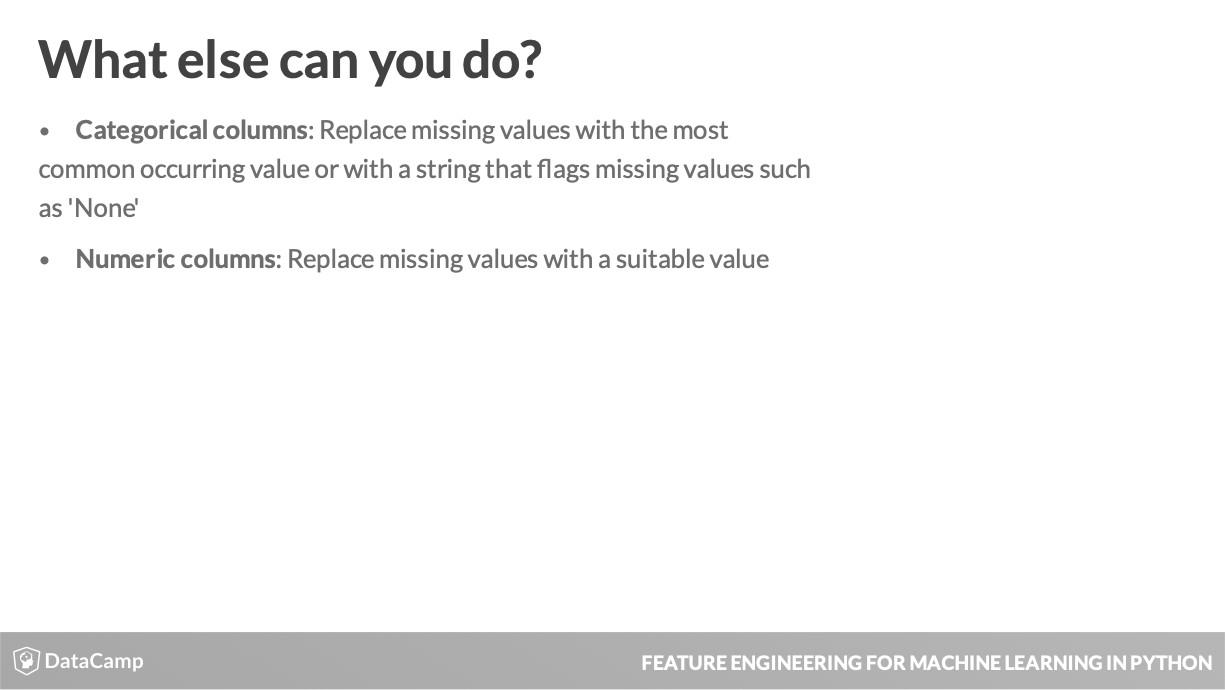 What else can you do?
• Categorical columns: Replace missing values with the most
common occurring value or with a string that flags missing values such
as 'None'
• Numeric columns: Replace missing values with a suitable value
DataCamp
FEATURE ENGINEERING FOR MACHINE LEARNING IN PYTHON